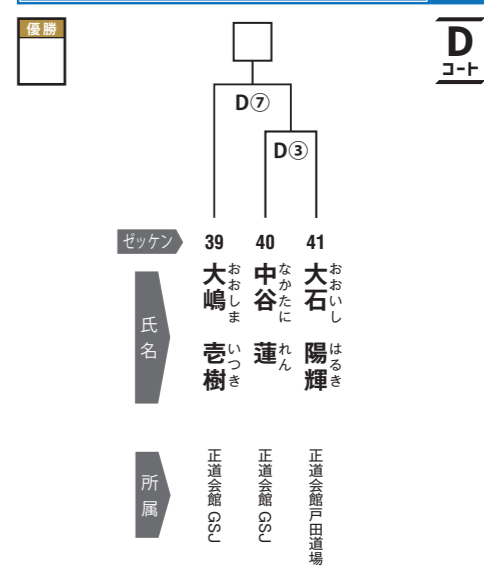 優勝
D
コート
D⑦
D③
ゼッケン
39
40
41
氏名
大嶋 壱樹
おおしま いつき
中谷 蓮
なかたに れん
大石 陽輝
おおいし はるき
所属
正道会館 GSJ
正道会館 GSJ
正道会館戸田道場